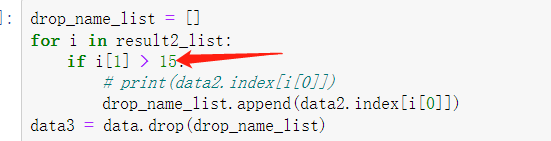 ]:
drop_name_list = []
for i in result2_list:
    if i[1] > 15:
        # print(data2.index[i[0]])
        drop_name_list.append(data2.index[i[0]])
data3 = data.drop(drop_name_list)